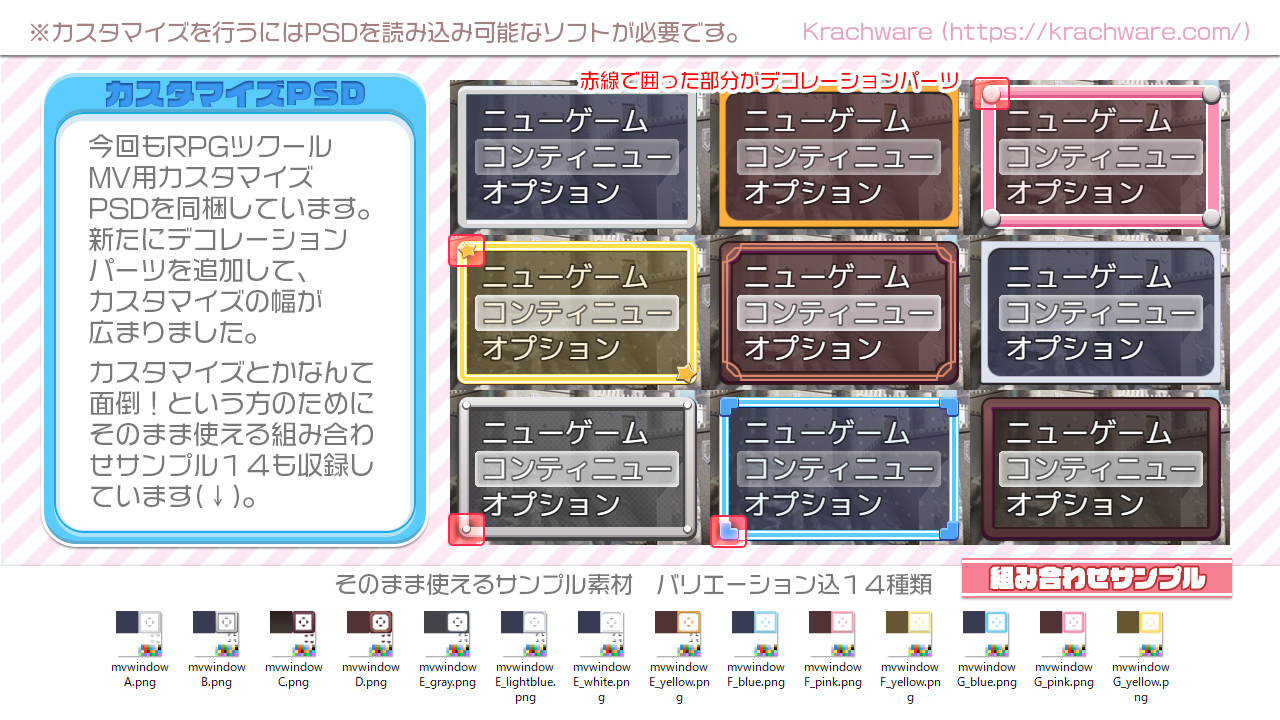 ※カスタマイズを行うにはPSDを読み込み可能なソフトが必要です。
Krachware (https://krachware.com/)
カスタマイズPSD
今回もRPGツクール
MV用カスタマイズ
PSDを同梱しています。
新たにデコレーション
パーツを追加して、
カスタマイズの幅が
広まりました。
カスタマイズとかなんて
面倒！という方のために
そのまま使える組み合わ
せサンプル１４も収録し
ています(↓)。
赤線で囲った部分がデコレーションパーツ
ニューゲーム
コンティニュー
オプション
ニューゲーム
コンティニュー
オプション
ニューゲーム
コンティニュー
オプション
ニューゲーム
コンティニュー
オプション
ニューゲーム
コンティニュー
オプション
ニューゲーム
コンティニュー
オプション
ニューゲーム
コンティニュー
オプション
ニューゲーム
コンティニュー
オプション
ニューゲーム
コンティニュー
オプション
そのまま使えるサンプル素材　バリエーション込１４種類
組み合わせサンプル
mvwindow
A.png
mvwindow
B.png
mvwindow
C.png
mvwindow
D.png
mvwindow
E_gray.png
mvwindow
E_lightblue.
png
mvwindow
E_white.pn
g
mvwindow
E_yellow.pn
g
mvwindow
F_blue.png
mvwindow
F_pink.png
mvwindow
F_yellow.pn
g
mvwindow
G_blue.png
mvwindow
G_pink.png
mvwindow
G_yellow.p
ng